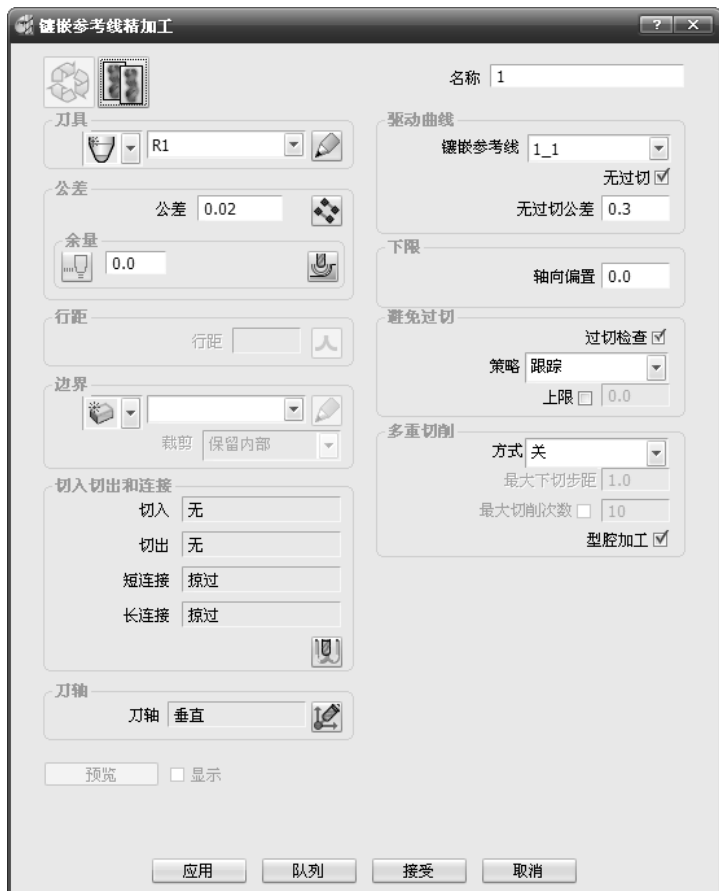 镶嵌参考线精加工
名称 1
刀具
R1
公差
公差 0.02
余量
0.0
行距
行距
边界
裁剪 保留内部
切入切出和连接
切入 无
切出 无
短连接 掠过
长连接 掠过
刀轴
刀轴 垂直
预览 显示
驱动曲线
镶嵌参考线 1_1
无过切
无过切公差 0.3
下限
轴向偏置 0.0
避免过切
过切检查
策略 跟踪
上限 0.0
多重切削
方式 关
最大下切步距 1.0
最大切削次数 10
型腔加工
应用 队列 接受 取消